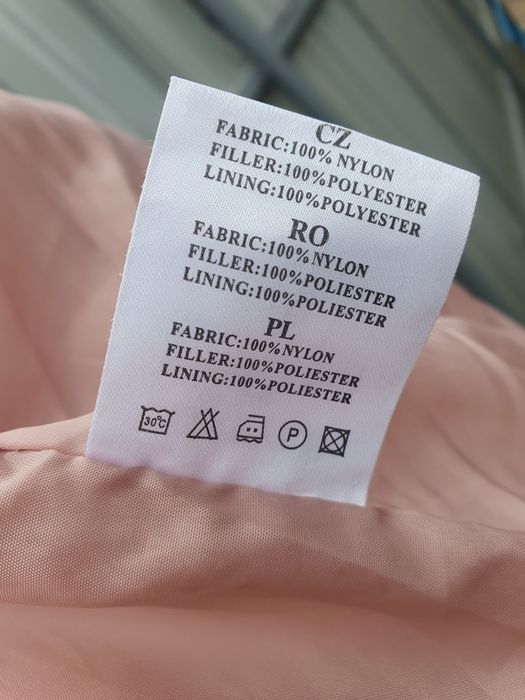 CZ
FABRIC:100% NYLON
FILLER:100%POLYESTER
LINING:100%POLYESTER
RO
FABRIC:100%NYLON
FILLER:100%POLIESTER
LINING:100%POLIESTER
PL
FABRIC:100%NYLON
FILLER:100%POLIESTER
LINING:100%POLIESTER
30°C P